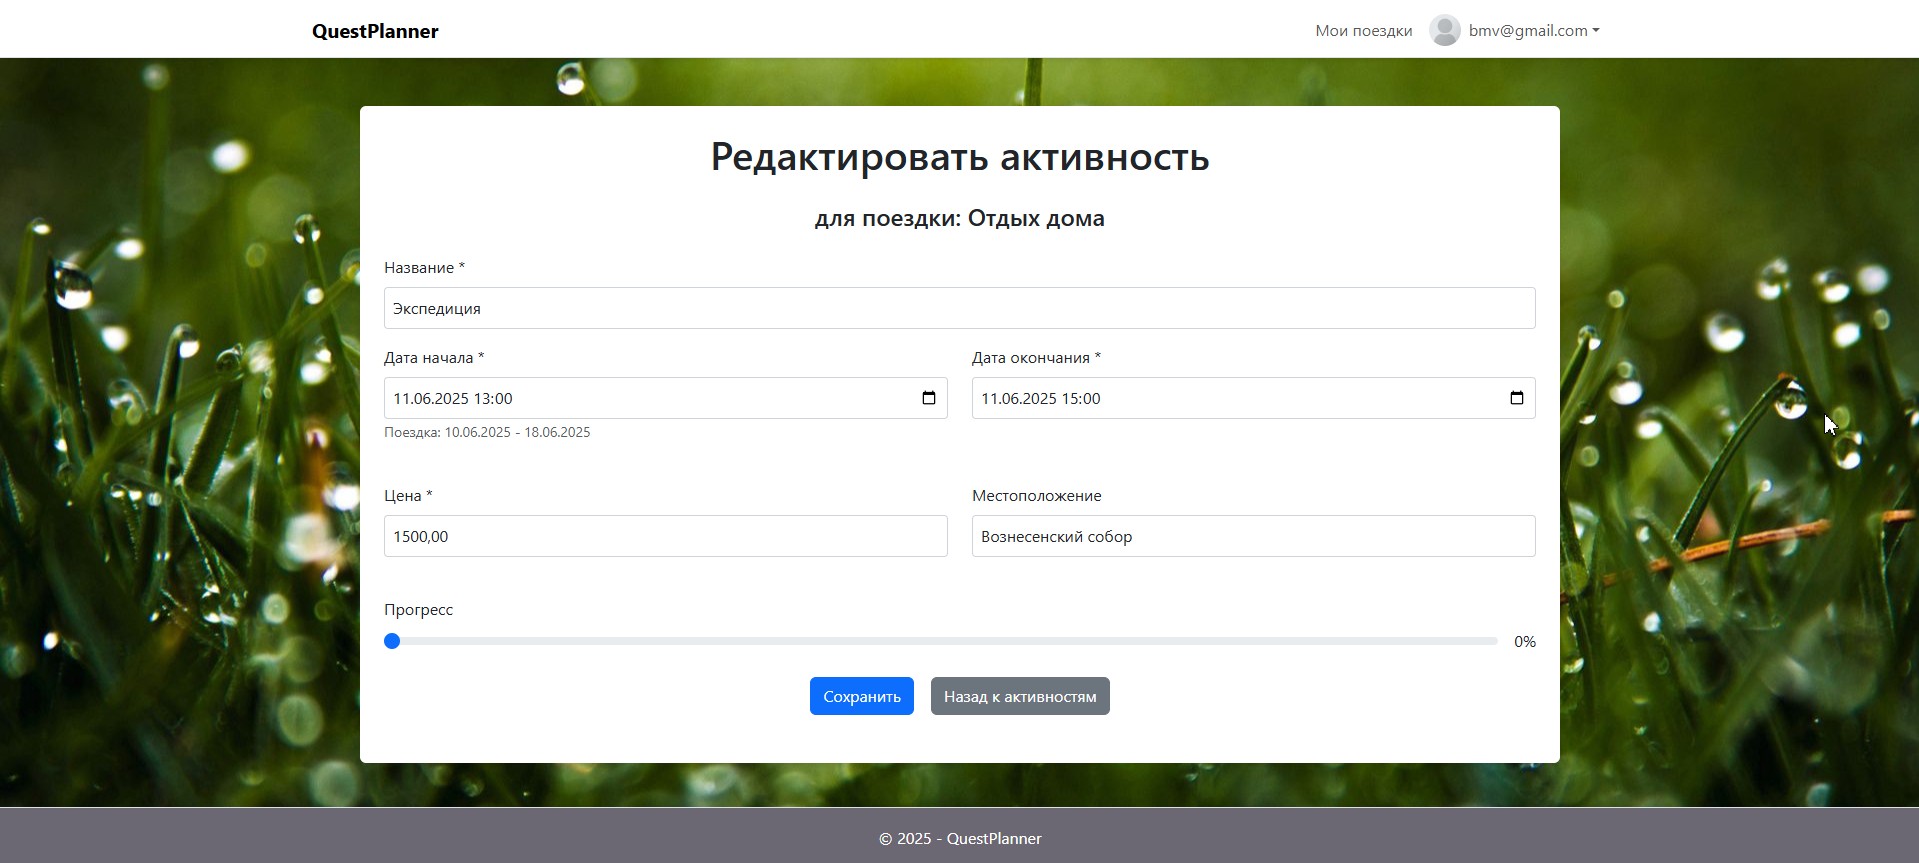 QuestPlanner
Мои поездки
bmv@gmail.com
Редактировать активность
для поездки: Отдых дома
Название *
Экспедиция
Дата начала *
Дата окончания *
11.06.2025 13:00
11.06.2025 15:00
Поездка: 10.06.2025 - 18.06.2025
Цена *
Местоположение
1500,00
Вознесенский собор
Прогресс
0%
Сохранить
Назад к активностям
© 2025 - QuestPlanner